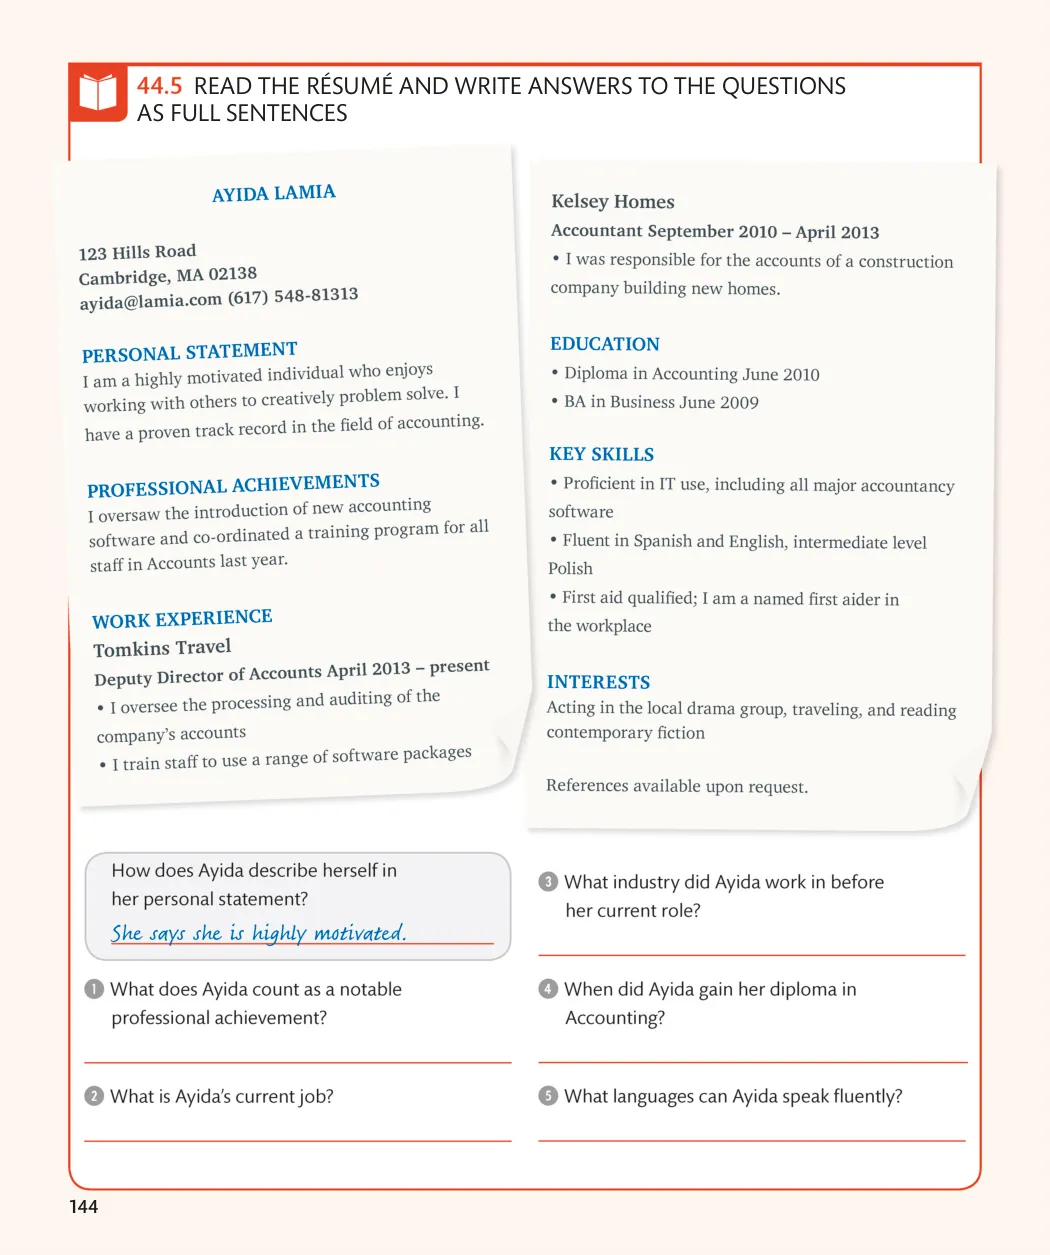 44.5 READ THE RÉSUMÉ AND WRITE ANSWERS TO THE QUESTIONS
AS FULL SENTENCES
AYIDA LAMIA
123 Hills Road
Cambridge, MA 02138
ayida@lamia.com (617) 548-81313
PERSONAL STATEMENT
I am a highly motivated individual who enjoys
working with others to creatively problem solve. I
have a proven track record in the field of accounting.
PROFESSIONAL ACHIEVEMENTS
I oversaw the introduction of new accounting
software and co-ordinated a training program for all
staff in Accounts last year.
WORK EXPERIENCE
Tomkins Travel
Deputy Director of Accounts April 2013 – present
• I oversee the processing and auditing of the
company's accounts
• I train staff to use a range of software packages
Kelsey Homes
Accountant September 2010 – April 2013
• I was responsible for the accounts of a construction
company building new homes.
EDUCATION
• Diploma in Accounting June 2010
• BA in Business June 2009
KEY SKILLS
• Proficient in IT use, including all major accountancy
software
• Fluent in Spanish and English, intermediate level
Polish
• First aid qualified; I am a named first aider in
the workplace
INTERESTS
Acting in the local drama group, traveling, and reading
contemporary fiction
References available upon request.
How does Ayida describe herself in
her personal statement?
She says she is highly motivated.
1 What does Ayida count as a notable
professional achievement?
2 What is Ayida's current job?
3 What industry did Ayida work in before
her current role?
4 When did Ayida gain her diploma in
Accounting?
5 What languages can Ayida speak fluently?
144